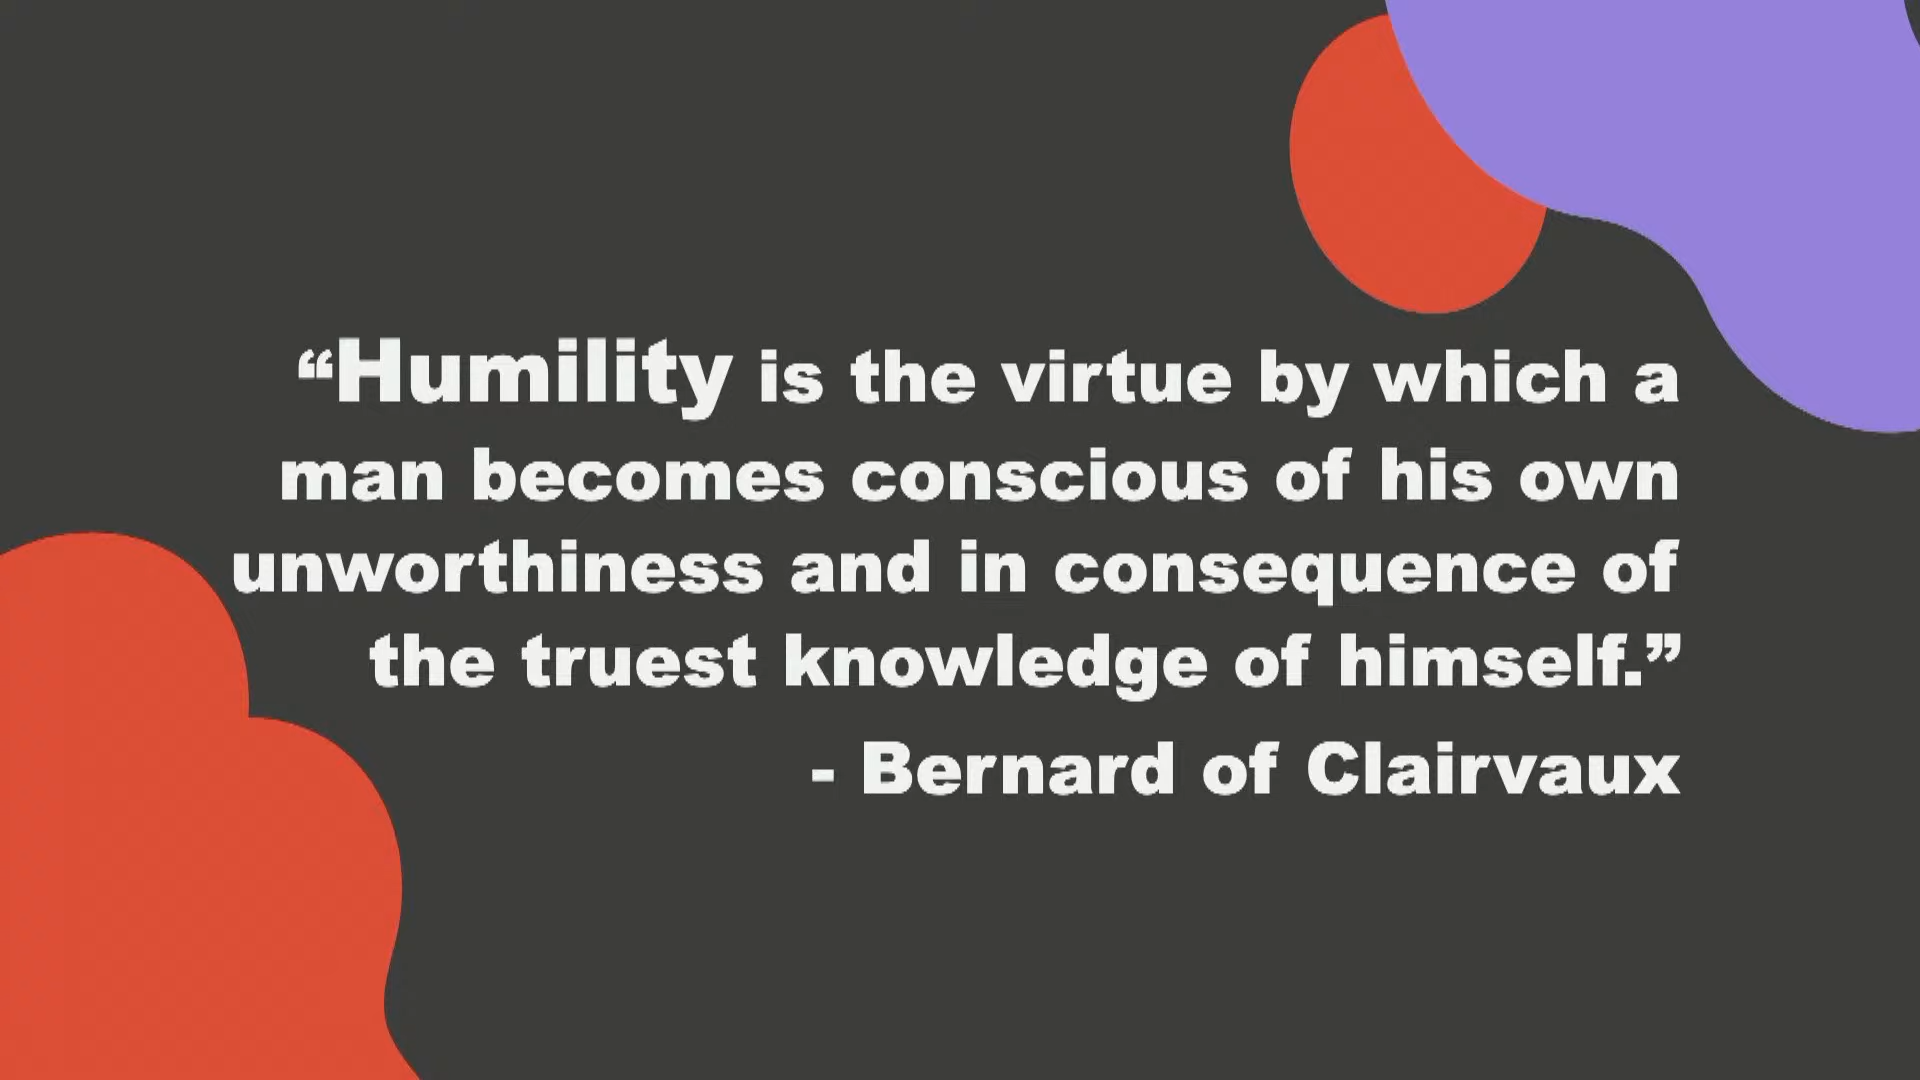 “Humility is the virtue by which a
man becomes conscious of his own
unworthiness and in consequence of
the truest knowledge of himself.”
- Bernard of Clairvaux